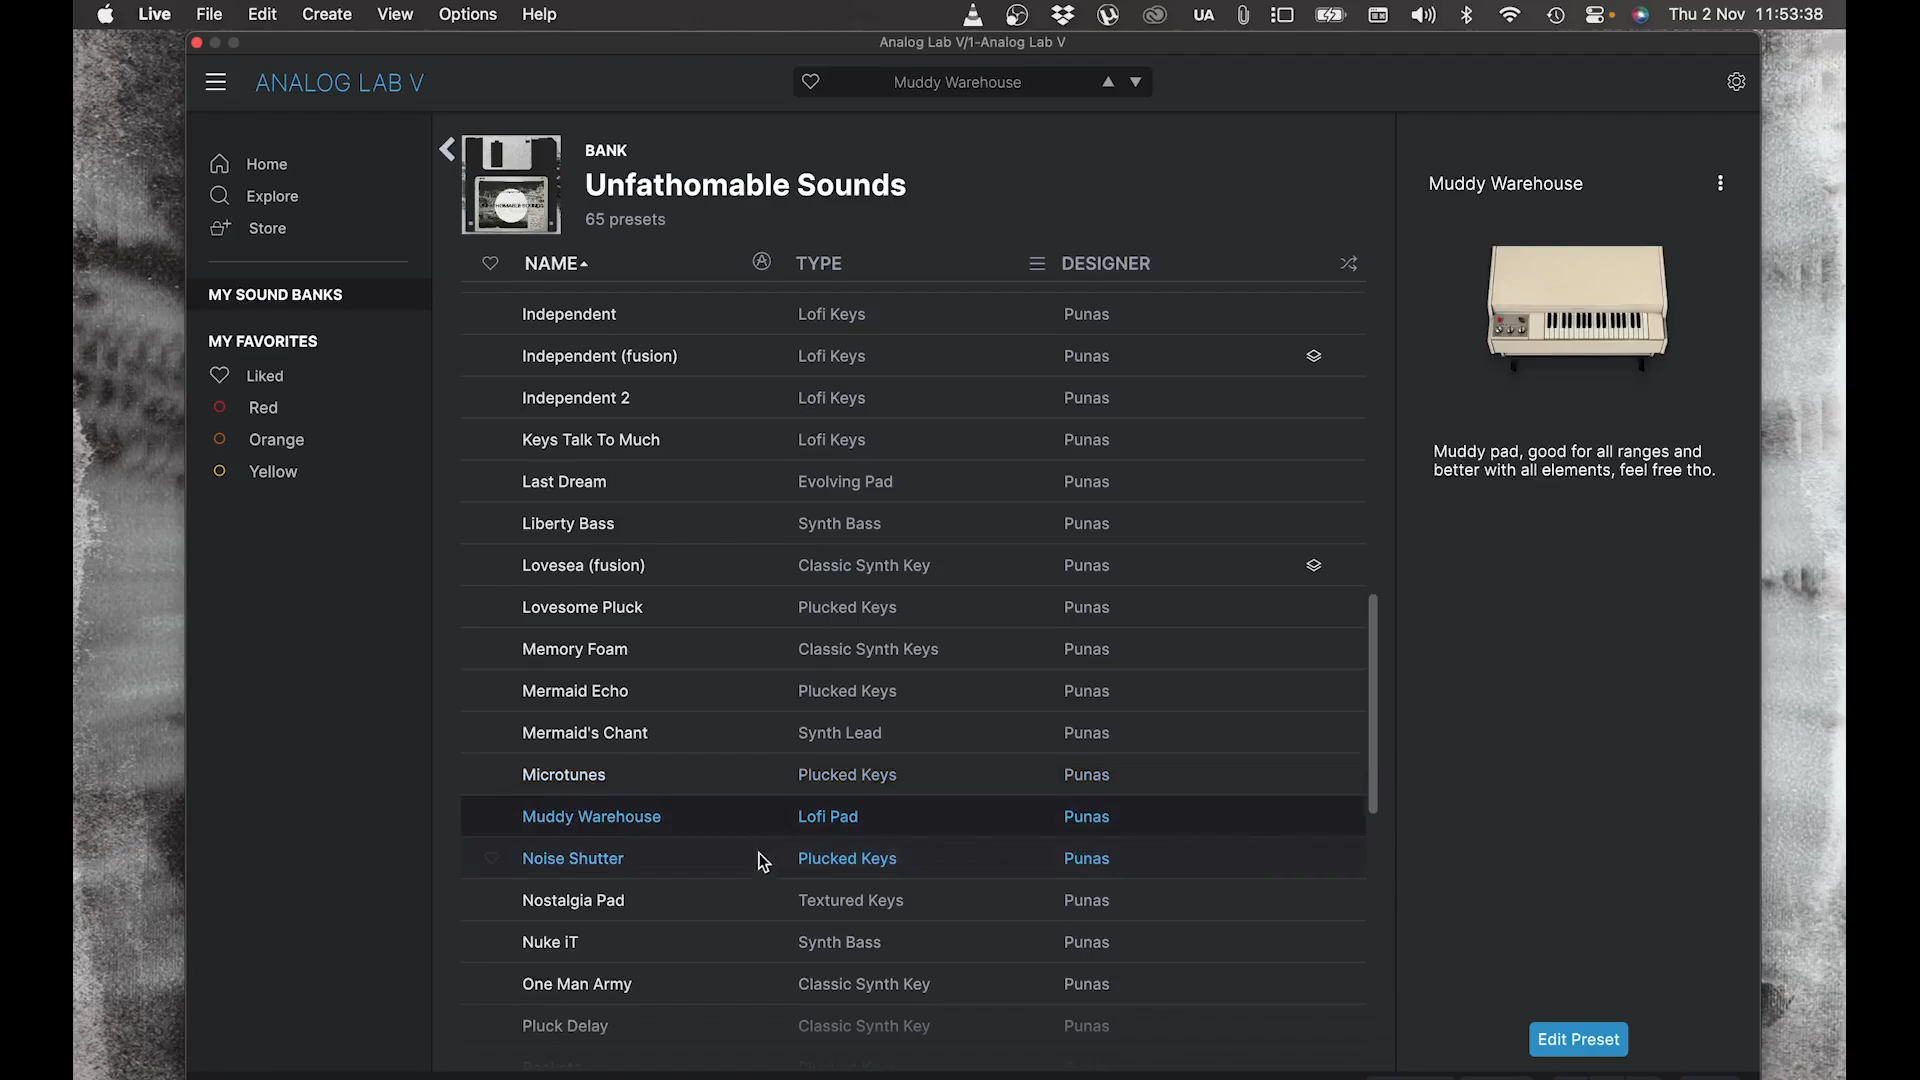 Live File Edit Create View Options Help UA Thu 2 Nov 11:53:38
Analog Lab V/1-Analog Lab V
ANALOG LAB V
Muddy Warehouse
Home
Explore
Store
MY SOUND BANKS
MY FAVORITES
Liked
Red
Orange
Yellow
BANK
Unfathomable Sounds
65 presets
NAME TYPE DESIGNER
Independent Lofi Keys Punas
Independent (fusion) Lofi Keys Punas
Independent 2 Lofi Keys Punas
Keys Talk To Much Lofi Keys Punas
Last Dream Evolving Pad Punas
Liberty Bass Synth Bass Punas
Lovesea (fusion) Classic Synth Key Punas
Lovesome Pluck Plucked Keys Punas
Memory Foam Classic Synth Keys Punas
Mermaid Echo Plucked Keys Punas
Mermaid's Chant Synth Lead Punas
Microtunes Plucked Keys Punas
Muddy Warehouse Lofi Pad Punas
Noise Shutter Plucked Keys Punas
Nostalgia Pad Textured Keys Punas
Nuke iT Synth Bass Punas
One Man Army Classic Synth Key Punas
Pluck Delay Classic Synth Key Punas
Muddy Warehouse
Muddy pad, good for all ranges and
better with all elements, feel free tho.
Edit Preset